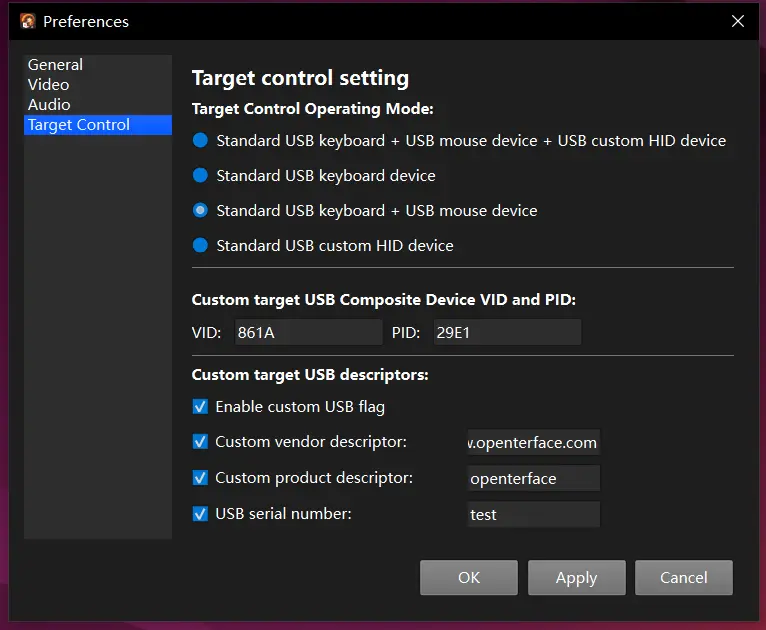 Preferences
General
Video
Audio
Target Control
Target control setting
Target Control Operating Mode:
Standard USB keyboard + USB mouse device + USB custom HID device
Standard USB keyboard device
Standard USB keyboard + USB mouse device
Standard USB custom HID device
Custom target USB Composite Device VID and PID:
VID: 861A PID: 29E1
Custom target USB descriptors:
Enable custom USB flag
Custom vendor descriptor: .openterface.com
Custom product descriptor: openterface
USB serial number: test
OK Apply Cancel